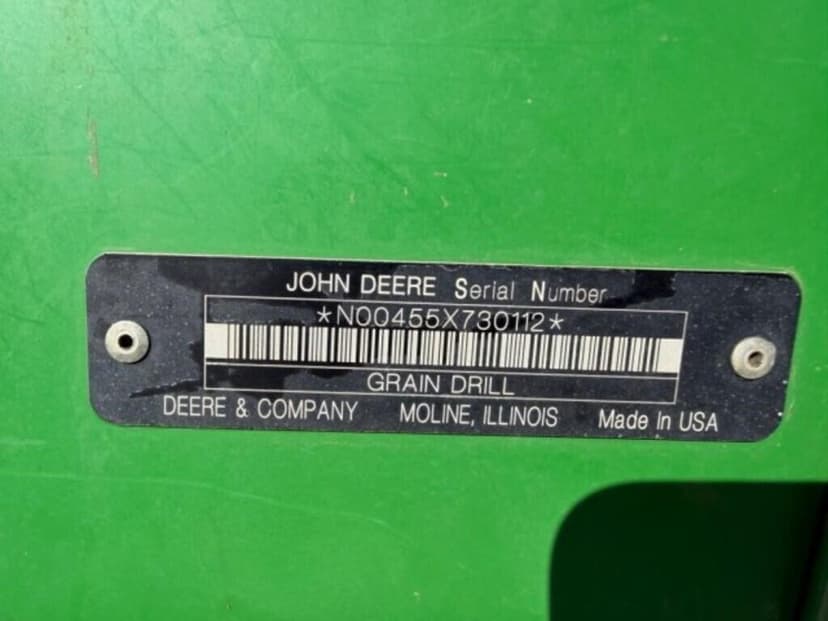 JOHN DEERE Serial Number
*N00455X730112*
GRAIN DRILL
DEERE & COMPANY MOLINE, ILLINOIS Made In USA